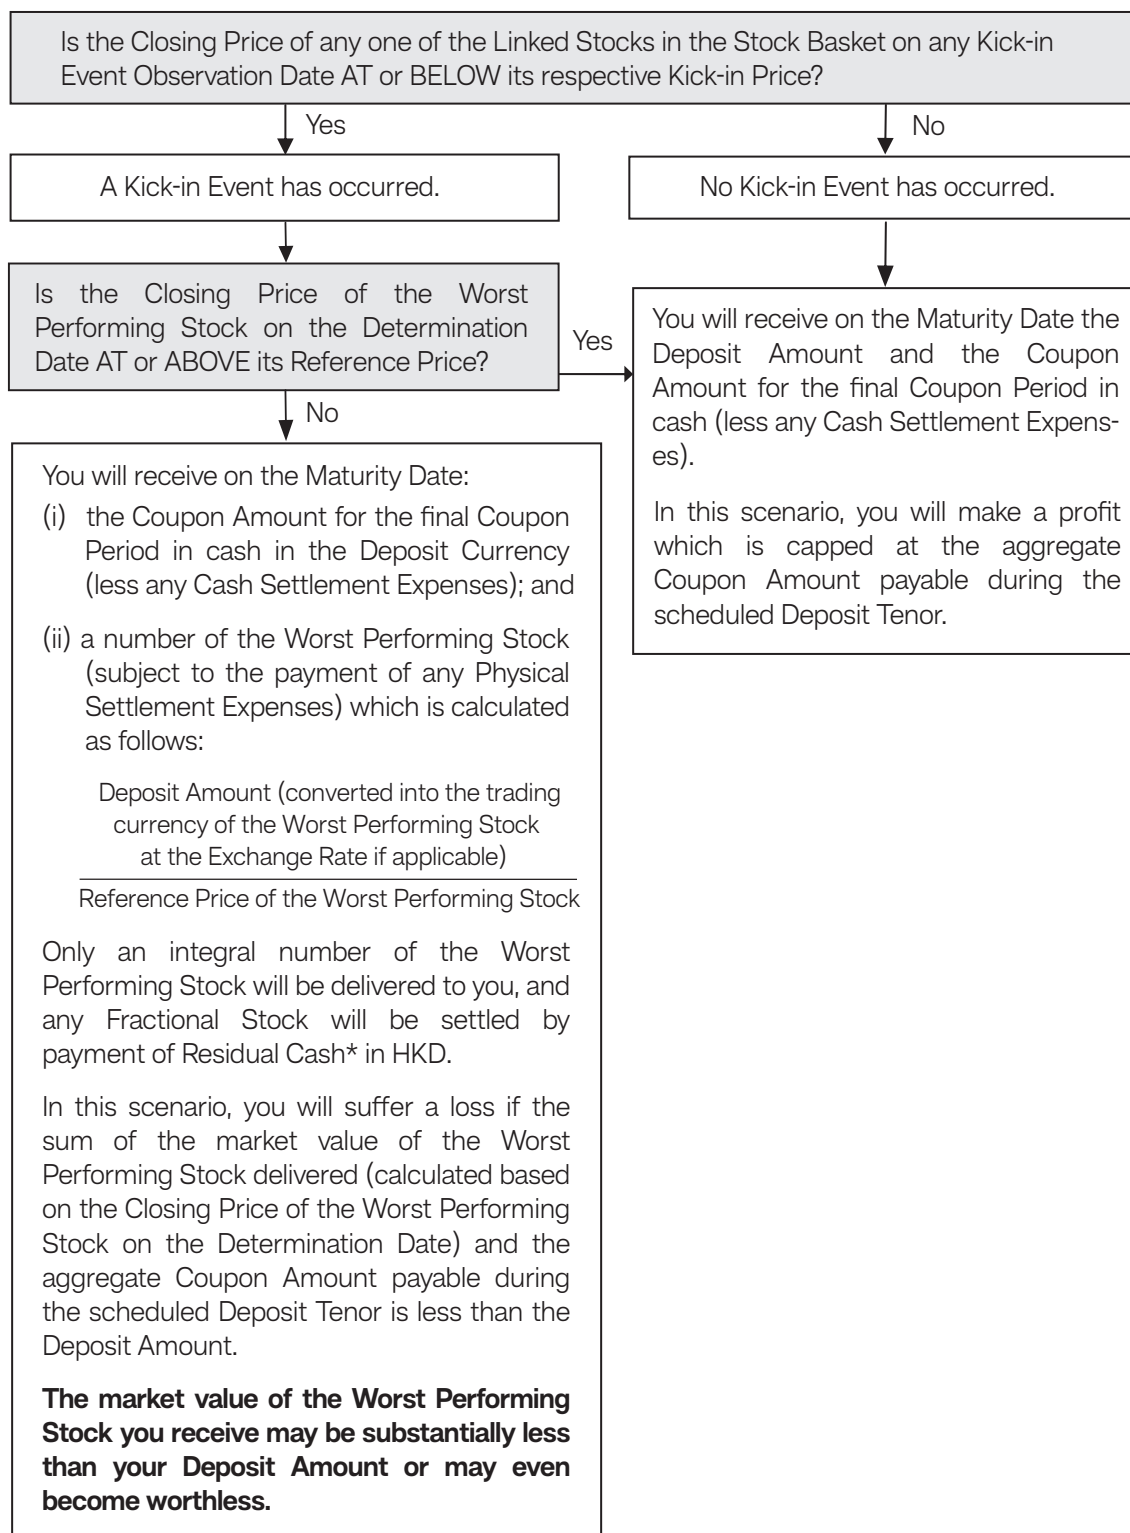 Is the Closing Price of any one of the Linked Stocks in the Stock Basket on any Kick-in
Event Observation Date AT or BELOW its respective Kick-in Price?
Yes
No
A Kick-in Event has occurred.
No Kick-in Event has occurred.
Is the Closing Price of the Worst
Performing Stock on the Determination
Date AT or ABOVE its Reference Price?
Yes
No
You will receive on the Maturity Date the
Deposit Amount and the Coupon
Amount for the final Coupon Period in
cash (less any Cash Settlement Expens-
es).
In this scenario, you will make a profit
which is capped at the aggregate
Coupon Amount payable during the
scheduled Deposit Tenor.
You will receive on the Maturity Date:
(i) the Coupon Amount for the final Coupon
Period in cash in the Deposit Currency
(less any Cash Settlement Expenses); and
(ii) a number of the Worst Performing Stock
(subject to the payment of any Physical
Settlement Expenses) which is calculated
as follows:
Deposit Amount (converted into the trading
currency of the Worst Performing Stock
at the Exchange Rate if applicable)
Reference Price of the Worst Performing Stock
Only an integral number of the Worst
Performing Stock will be delivered to you, and
any Fractional Stock will be settled by
payment of Residual Cash* in HKD.
In this scenario, you will suffer a loss if the
sum of the market value of the Worst
Performing Stock delivered (calculated based
on the Closing Price of the Worst Performing
Stock on the Determination Date) and the
aggregate Coupon Amount payable during
the scheduled Deposit Tenor is less than the
Deposit Amount.
The market value of the Worst Performing
Stock you receive may be substantially less
than your Deposit Amount or may even
become worthless.